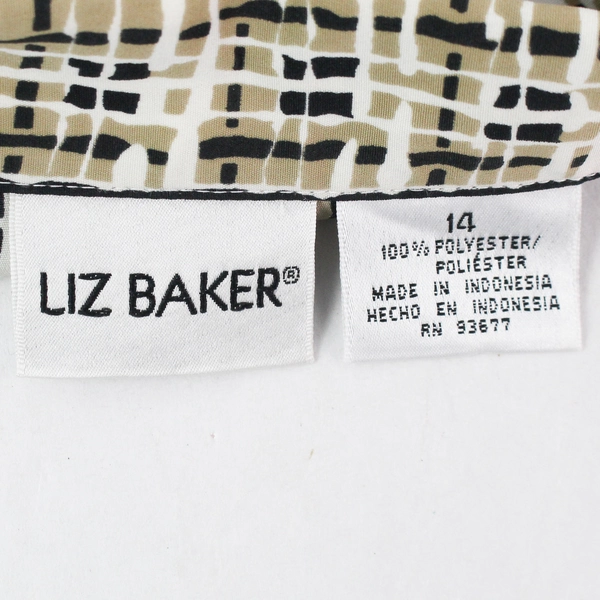 LIZ BAKER®
14
100% POLYESTER/
POLIÉSTER
MADE IN INDONESIA
HECHO EN INDONESIA
RN 93677